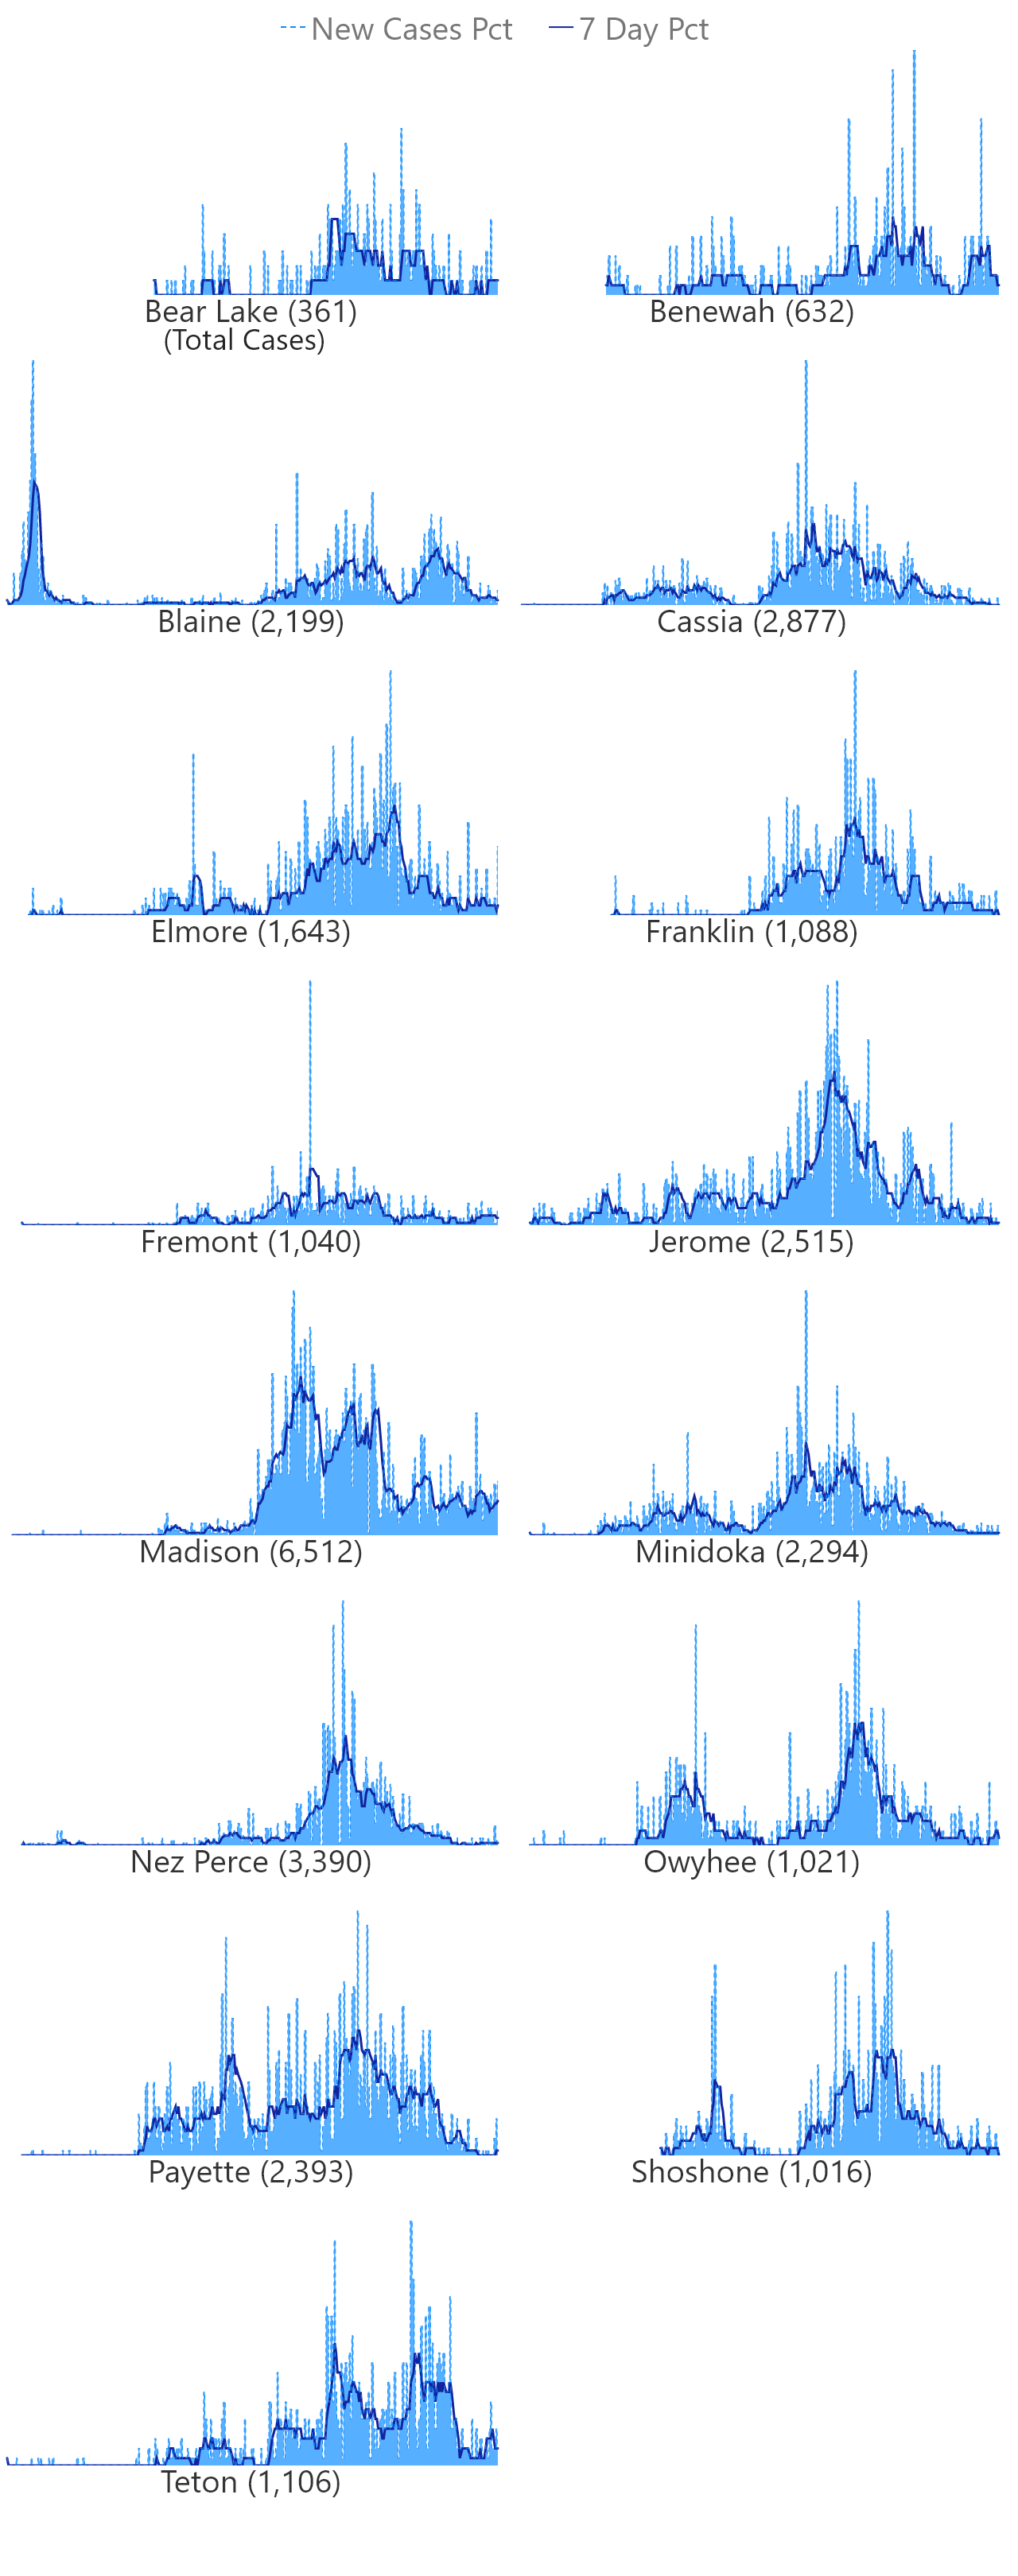 New Cases Pct 7 Day Pct
Bear Lake (361) Benewah (632)
(Total Cases)
Blaine (2,199) Cassia (2,877)
Elmore (1,643) Franklin (1,088)
Fremont (1,040) Jerome (2,515)
Madison (6,512) Minidoka (2,294)
Nez Perce (3,390) Owyhee (1,021)
Payette (2,393) Shoshone (1,016)
Teton (1,106)